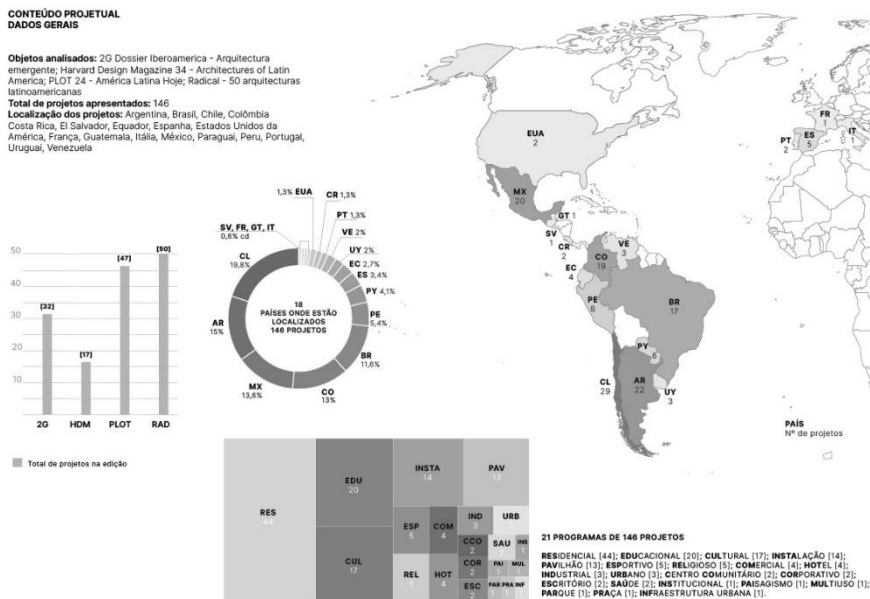 CONTEÚDO PROJETUAL
DADOS GERAIS
Objetos analisados: 2G Dossier Iberoamerica - Arquitectura
emergente; Harvard Design Magazine 34 - Architectures of Latin
America; PLOT 24 - América Latina Hoje; Radical - 50 arquiteturas
latinoamericanas
Total de projetos apresentados: 146
Localização dos projetos: Argentina, Brasil, Chile, Colômbia
Costa Rica, El Salvador, Equador, Espanha, Estados Unidos da
América, França, Guatemala, Itália, México, Paraguai, Peru, Portugal,
Uruguai, Venezuela
50
40
30
20
10
[32]
[17]
[47]
[50]
2G
HDM
PLOT
RAD
Total de projetos na edição
1,3% EUA
CR 1,3%
PT 1,3%
VE 2%
UY 2%
EC 2,7%
ES 3,4%
PY 4,1%
PE
5,4%
BR
11,6%
CO
13%
MX
13,6%
AR
15%
CL
19,8%
SV, FR, GT, IT
0,6% cd
18
PAÍSES ONDE ESTÃO
LOCALIZADOS
146 PROJETOS
EUA
2
MX
20
GT 1
SV
1
CR
2
VE
3
CO
19
EC
4
PE
8
BR
17
PY
6
CL
29
AR
22
UY
3
FR
1
PT
2
ES
5
IT
1
PAÍS
Nº de projetos
RES
44
EDU
20
CUL
17
INSTA
14
PAV
13
ESP
5
COM
4
REL
5
HOT
4
IND
3
URB
CCO
2
SAU
2
INS
1
COR
2
PAI
1
MUL
1
ESC
2
PAR
1
PRA
1
INF
1
21 PROGRAMAS DE 146 PROJETOS
RESIDENCIAL [44]; EDUCACIONAL [20]; CULTURAL [17]; INSTALAÇÃO [14];
PAVILHÃO [13]; ESPORTIVO [5]; RELIGIOSO [5]; COMERCIAL [4]; HOTEL [4];
INDUSTRIAL [3]; URBANO [3]; CENTRO COMUNITÁRIO [2]; CORPORATIVO [2];
ESCRITÓRIO [2]; SAÚDE [2]; INSTITUCIONAL [1]; PAISAGISMO [1]; MULTIUSO [1];
PARQUE [1]; PRAÇA [1]; INFRAESTRUTURA URBANA [1].